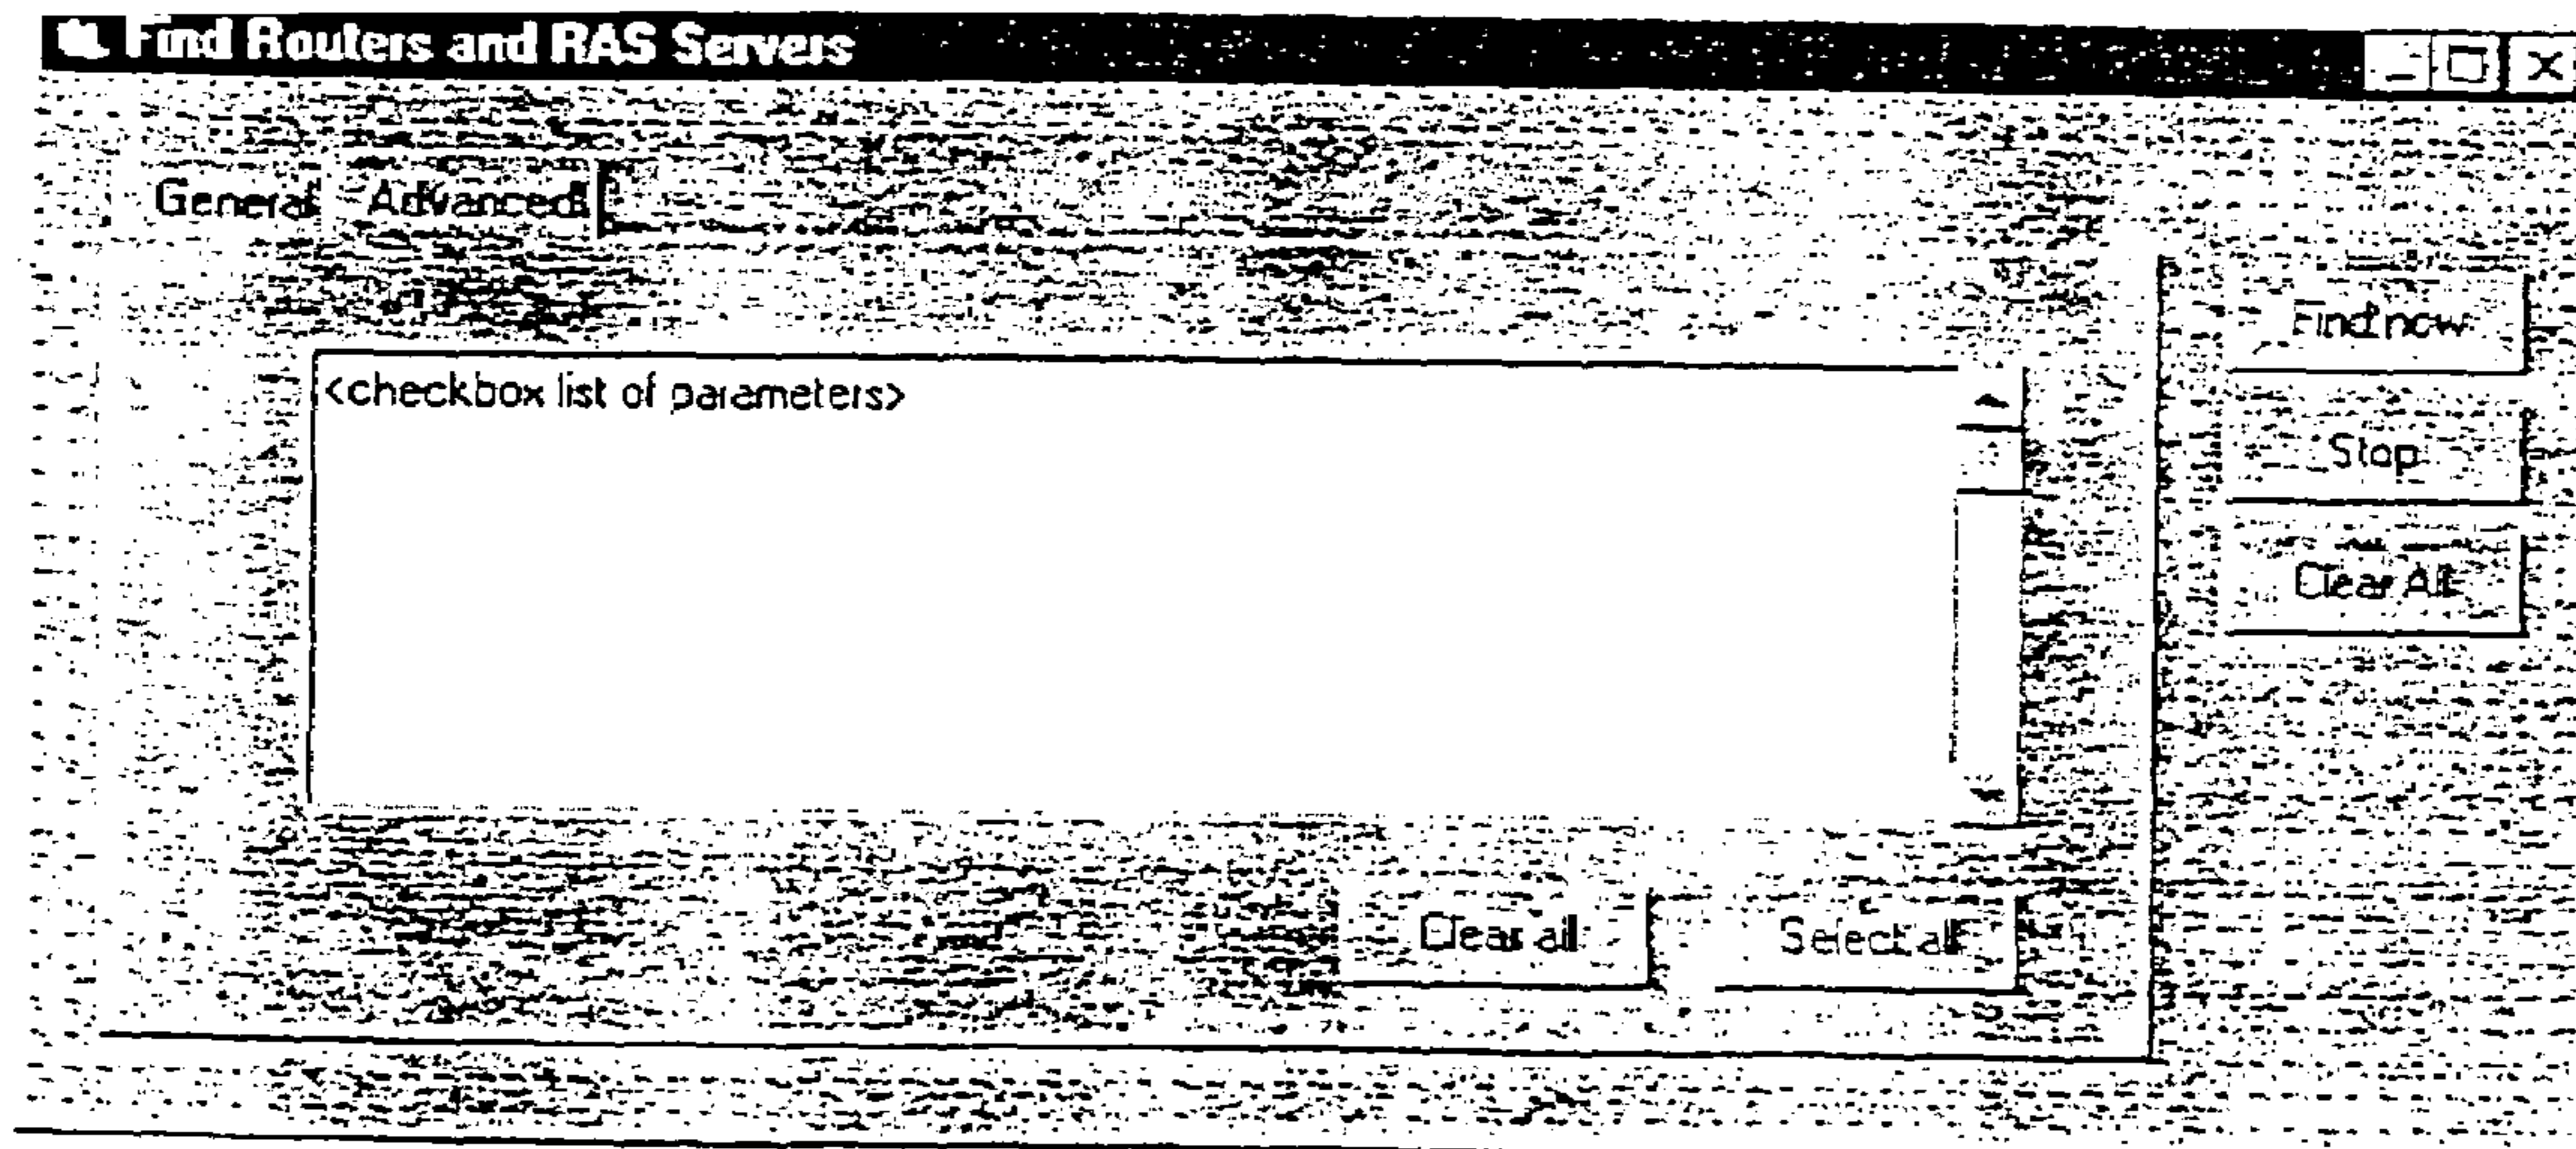 Find Routers and RAS Servers
General Advanced
Find now
<checkbox list of parameters>
Stop
Clear All
Clear all Select all